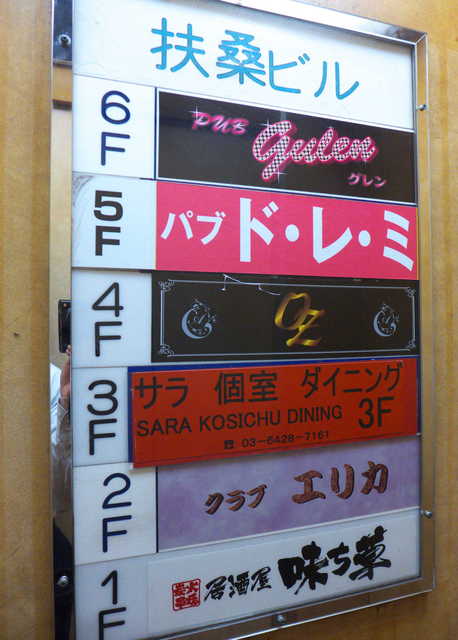 扶桑ビル
6F
PUB Gulen
グレン
5F
パブ ド・レ・ミ
4F
OZ
3F
サラ 個室 ダイニング
SARA KOSICHU DINING 3F
☎ 03-6428-7161
2F
クラブ エリカ
1F
居酒屋 味ち草